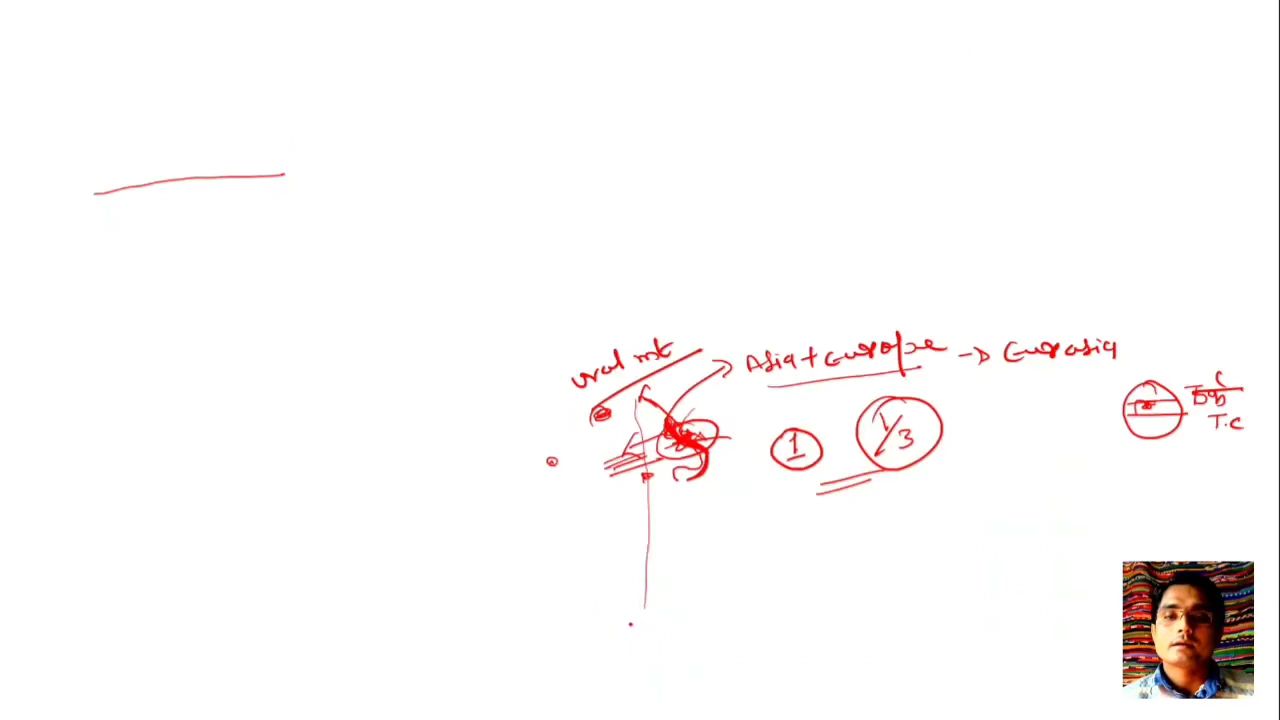 Ural mt
Asia + Europe → Eurasia
1
1/3
T.C